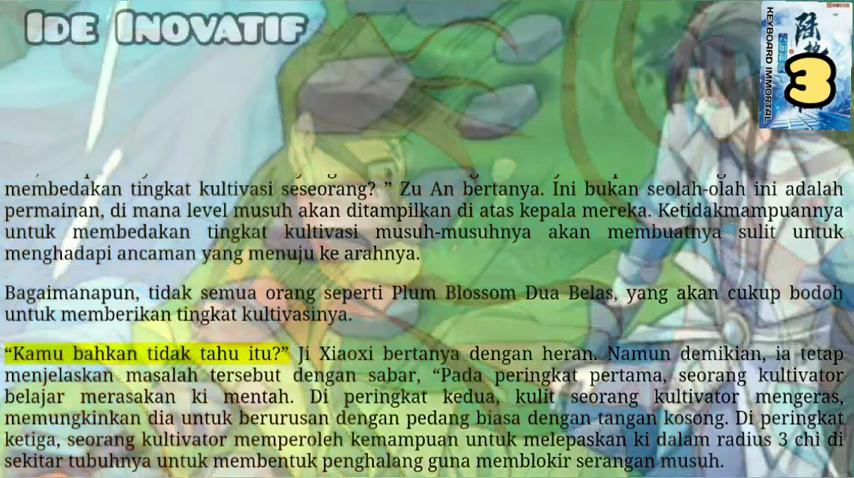 Ide Inovatif
KEYBOARD IMMORTAL
3
membedakan tingkat kultivasi seseorang? ” Zu An bertanya. Ini bukan seolah-olah ini adalah
permainan, di mana level musuh akan ditampilkan di atas kepala mereka. Ketidakmampuannya
untuk membedakan tingkat kultivasi musuh-musuhnya akan membuatnya sulit untuk
menghadapi ancaman yang menuju ke arahnya.
Bagaimanapun, tidak semua orang seperti Plum Blossom Dua Belas, yang akan cukup bodoh
untuk memberikan tingkat kultivasinya.
“Kamu bahkan tidak tahu itu?” Ji Xiaoxi bertanya dengan heran. Namun demikian, ia tetap
menjelaskan masalah tersebut dengan sabar, “Pada peringkat pertama, seorang kultivator
belajar merasakan ki mentah. Di peringkat kedua, kulit seorang kultivator mengeras,
memungkinkan dia untuk berurusan dengan pedang biasa dengan tangan kosong. Di peringkat
ketiga, seorang kultivator memperoleh kemampuan untuk melepaskan ki dalam radius 3 chi di
sekitar tubuhnya untuk membentuk penghalang guna memblokir serangan musuh.